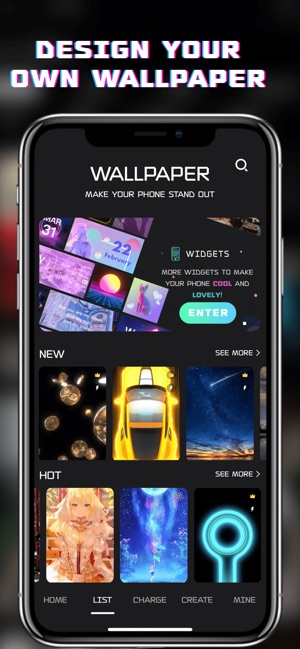 DESIGN YOUR
OWN WALLPAPER
WALLPAPER
MAKE YOUR PHONE STAND OUT
MAR
31
22
February
WIDGETS
MORE WIDGETS TO MAKE
YOUR PHONE COOL AND
LOVELY!
ENTER
NEW
SEE MORE >
HOT
SEE MORE >
HOME
LIST
CHARGE
CREATE
MINE